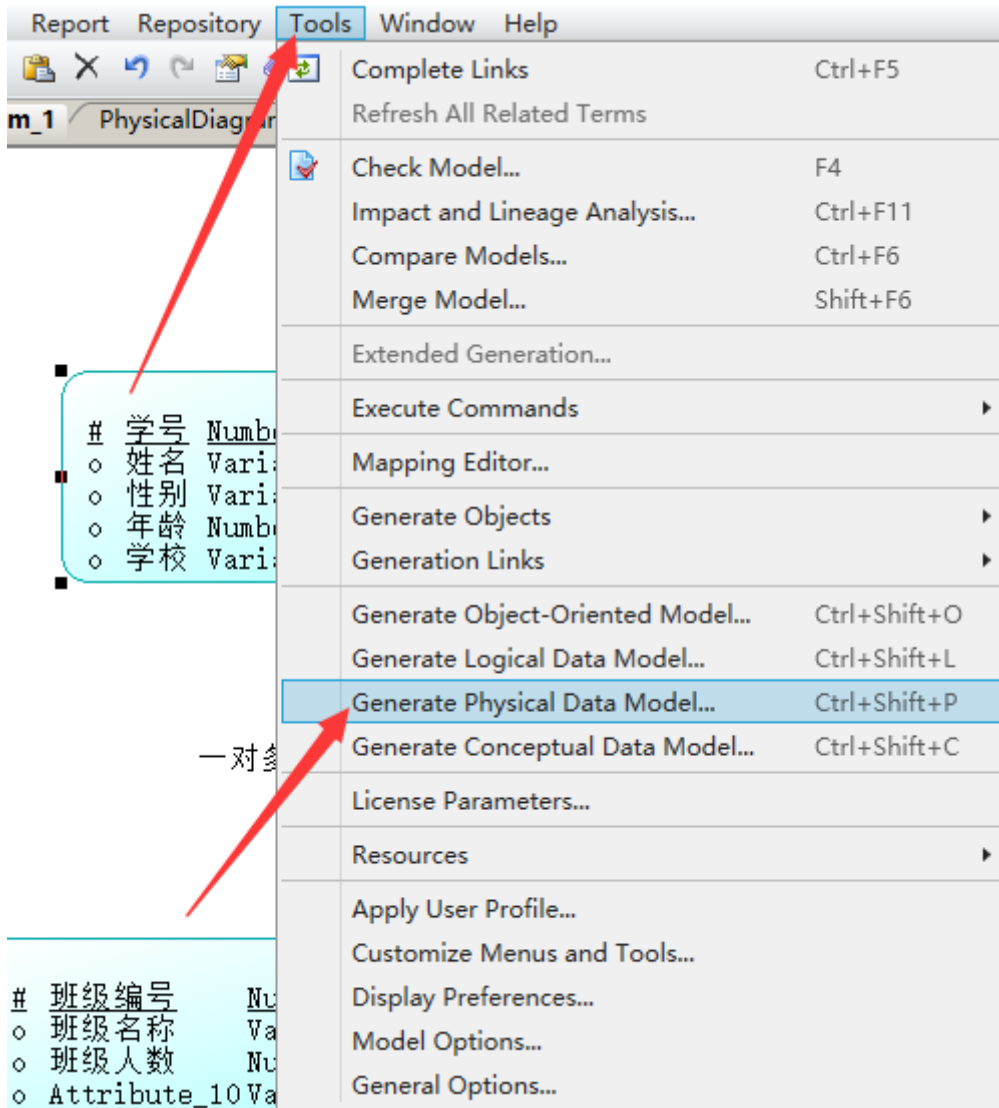 Report Repository Tools Window Help
m_1 PhysicalDiagram
Complete Links Ctrl+F5
Refresh All Related Terms
Check Model... F4
Impact and Lineage Analysis... Ctrl+F11
Compare Models... Ctrl+F6
Merge Model... Shift+F6
Extended Generation...
Execute Commands
Mapping Editor...
Generate Objects
Generation Links
Generate Object-Oriented Model... Ctrl+Shift+O
Generate Logical Data Model... Ctrl+Shift+L
Generate Physical Data Model... Ctrl+Shift+P
Generate Conceptual Data Model... Ctrl+Shift+C
License Parameters...
Resources
Apply User Profile...
Customize Menus and Tools...
Display Preferences...
Model Options...
General Options...
# 学号 Numb
o 姓名 Vari
o 性别 Vari
o 年龄 Numb
o 学校 Vari
一对多
# 班级编号 Nu
o 班级名称 Va
o 班级人数 Nu
o Attribute_10 Va